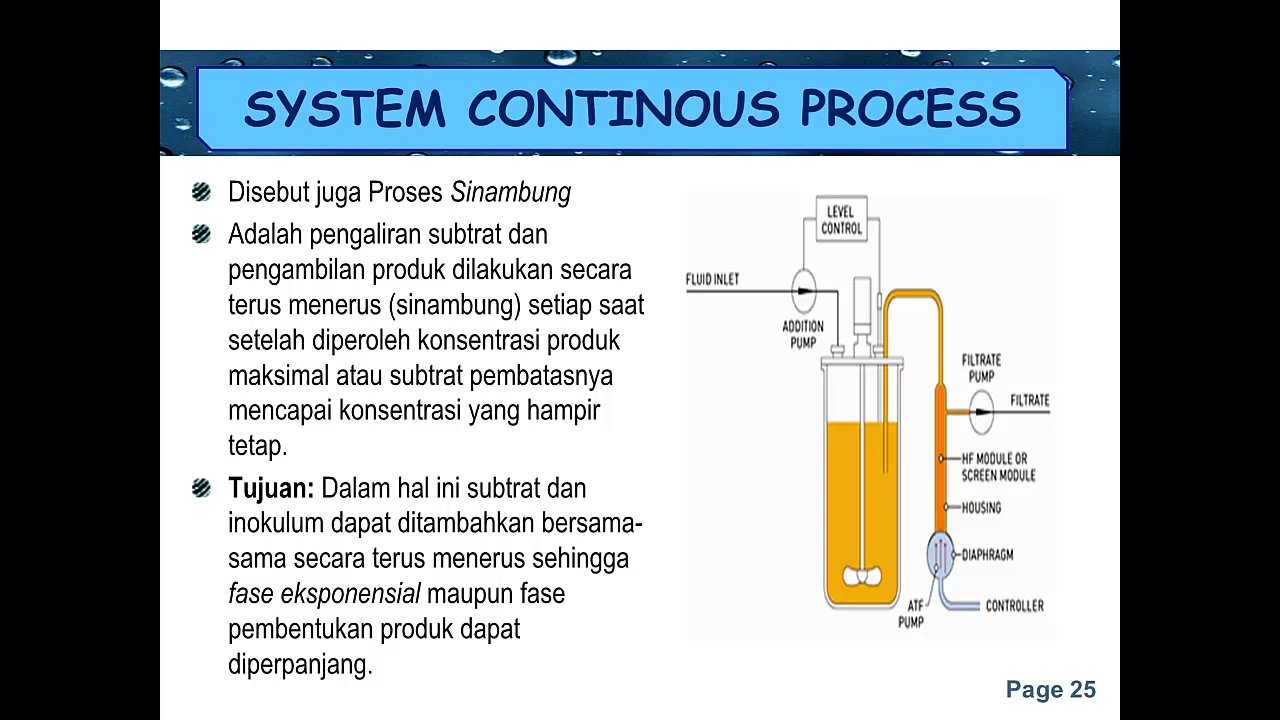 SYSTEM CONTINOUS PROCESS
Disebut juga Proses Sinambung
Adalah pengaliran subtrat dan
pengambilan produk dilakukan secara
terus menerus (sinambung) setiap saat
setelah diperoleh konsentrasi produk
maksimal atau subtrat pembatasnya
mencapai konsentrasi yang hampir
tetap.
Tujuan: Dalam hal ini subtrat dan
inokulum dapat ditambahkan bersama-
sama secara terus menerus sehingga
fase eksponensial maupun fase
pembentukan produk dapat
diperpanjang.
LEVEL
CONTROL
FLUID INLET
ADDITION
PUMP
FILTRATE
PUMP
FILTRATE
HF MODULE OR
SCREEN MODULE
HOUSING
DIAPHRAGM
ATF
PUMP
CONTROLLER
Page 25